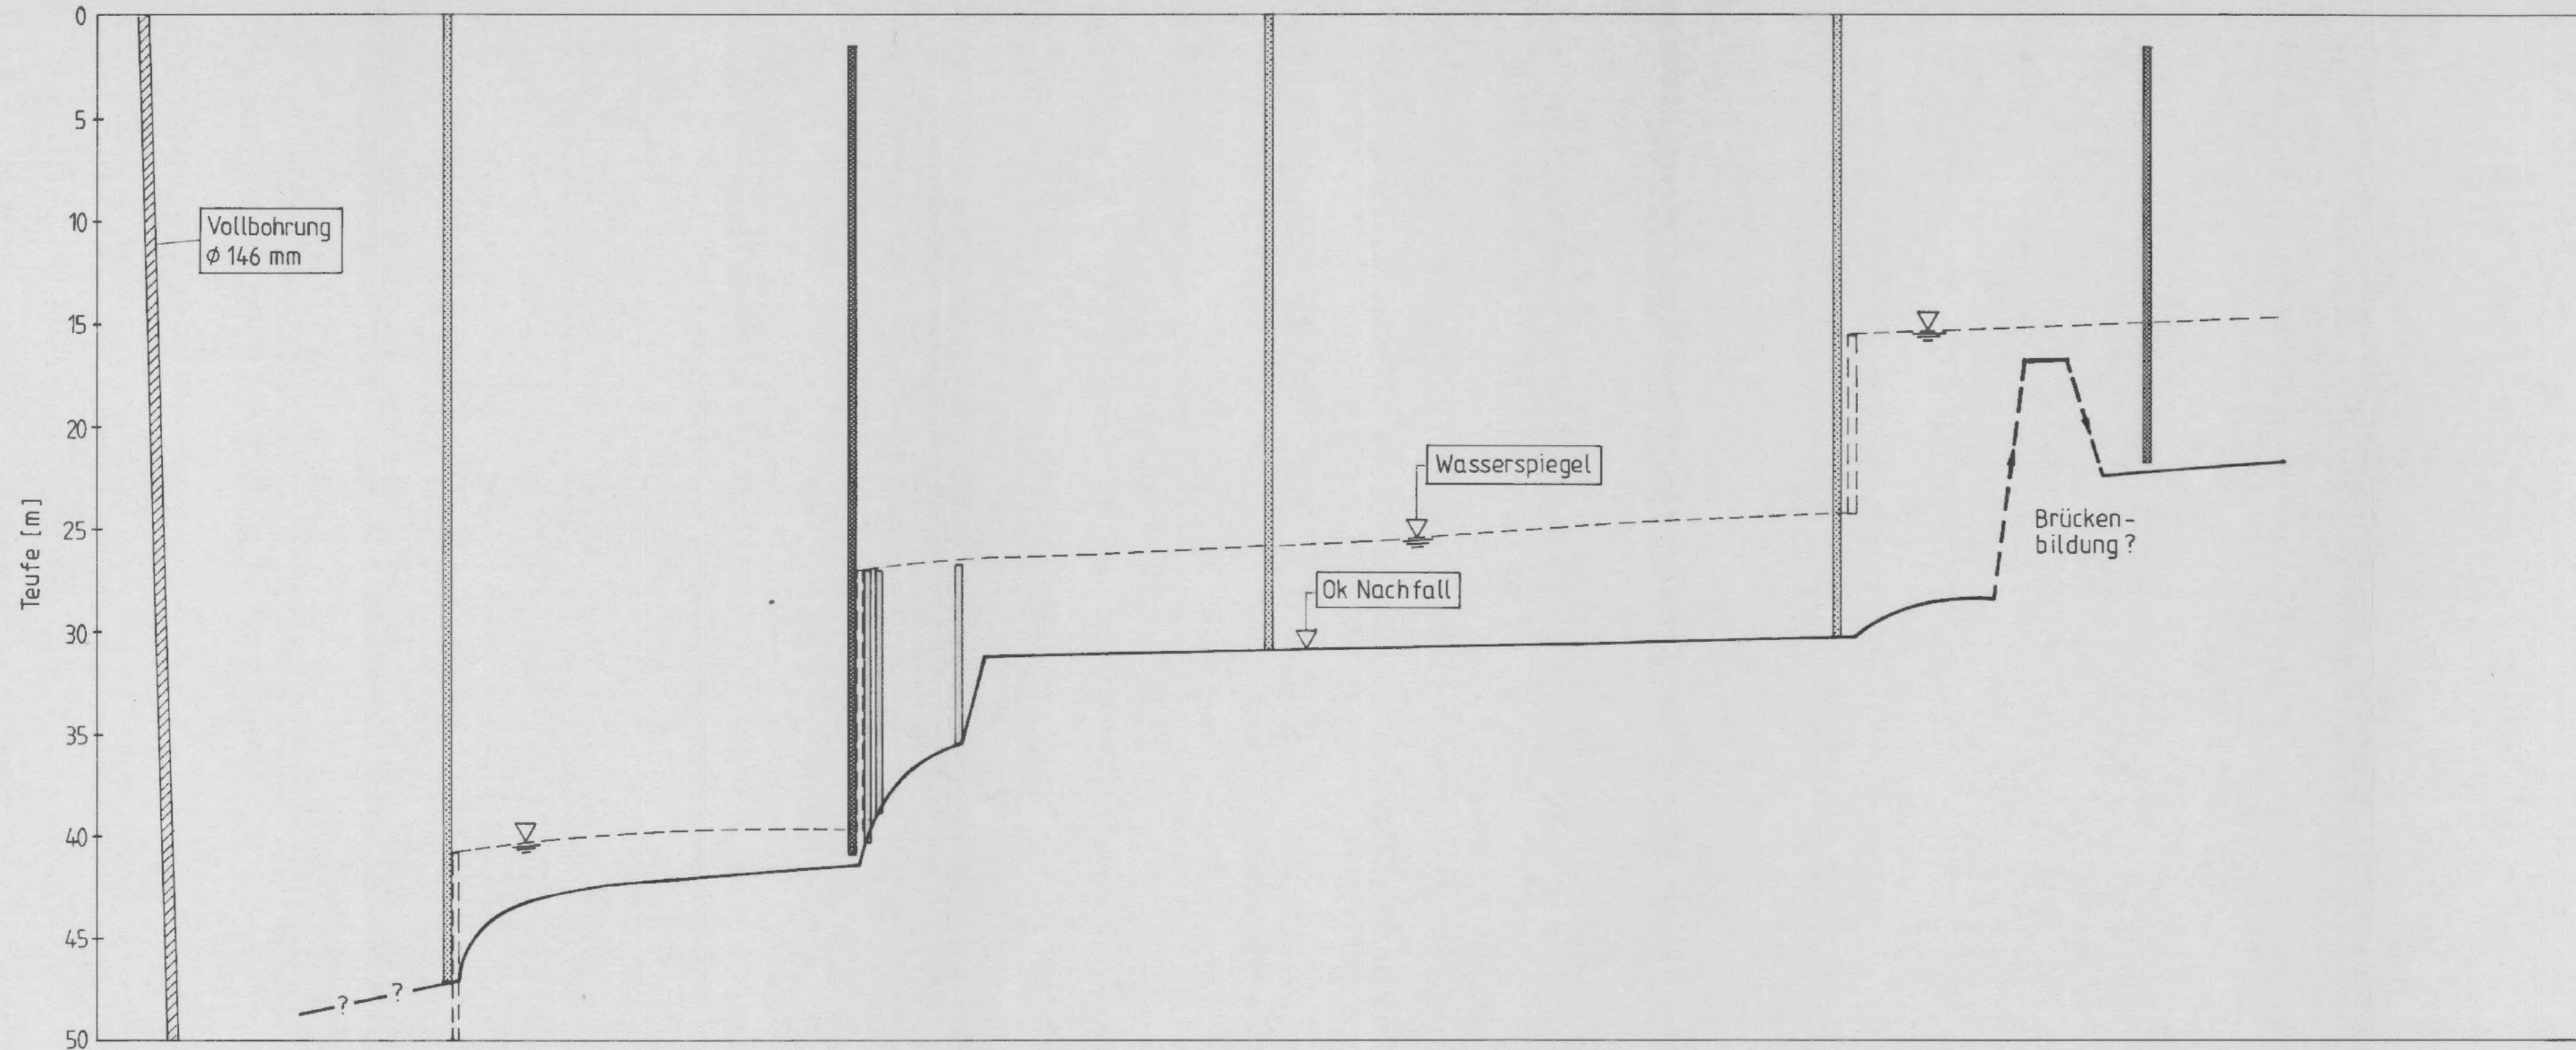 0
5
10
15
20
25
30
35
40
45
50
Teufe [m]
Vollbohrung
ϕ 146 mm
Wasserspiegel
Ok Nachfall
Brücken-
bildung ?
?
?